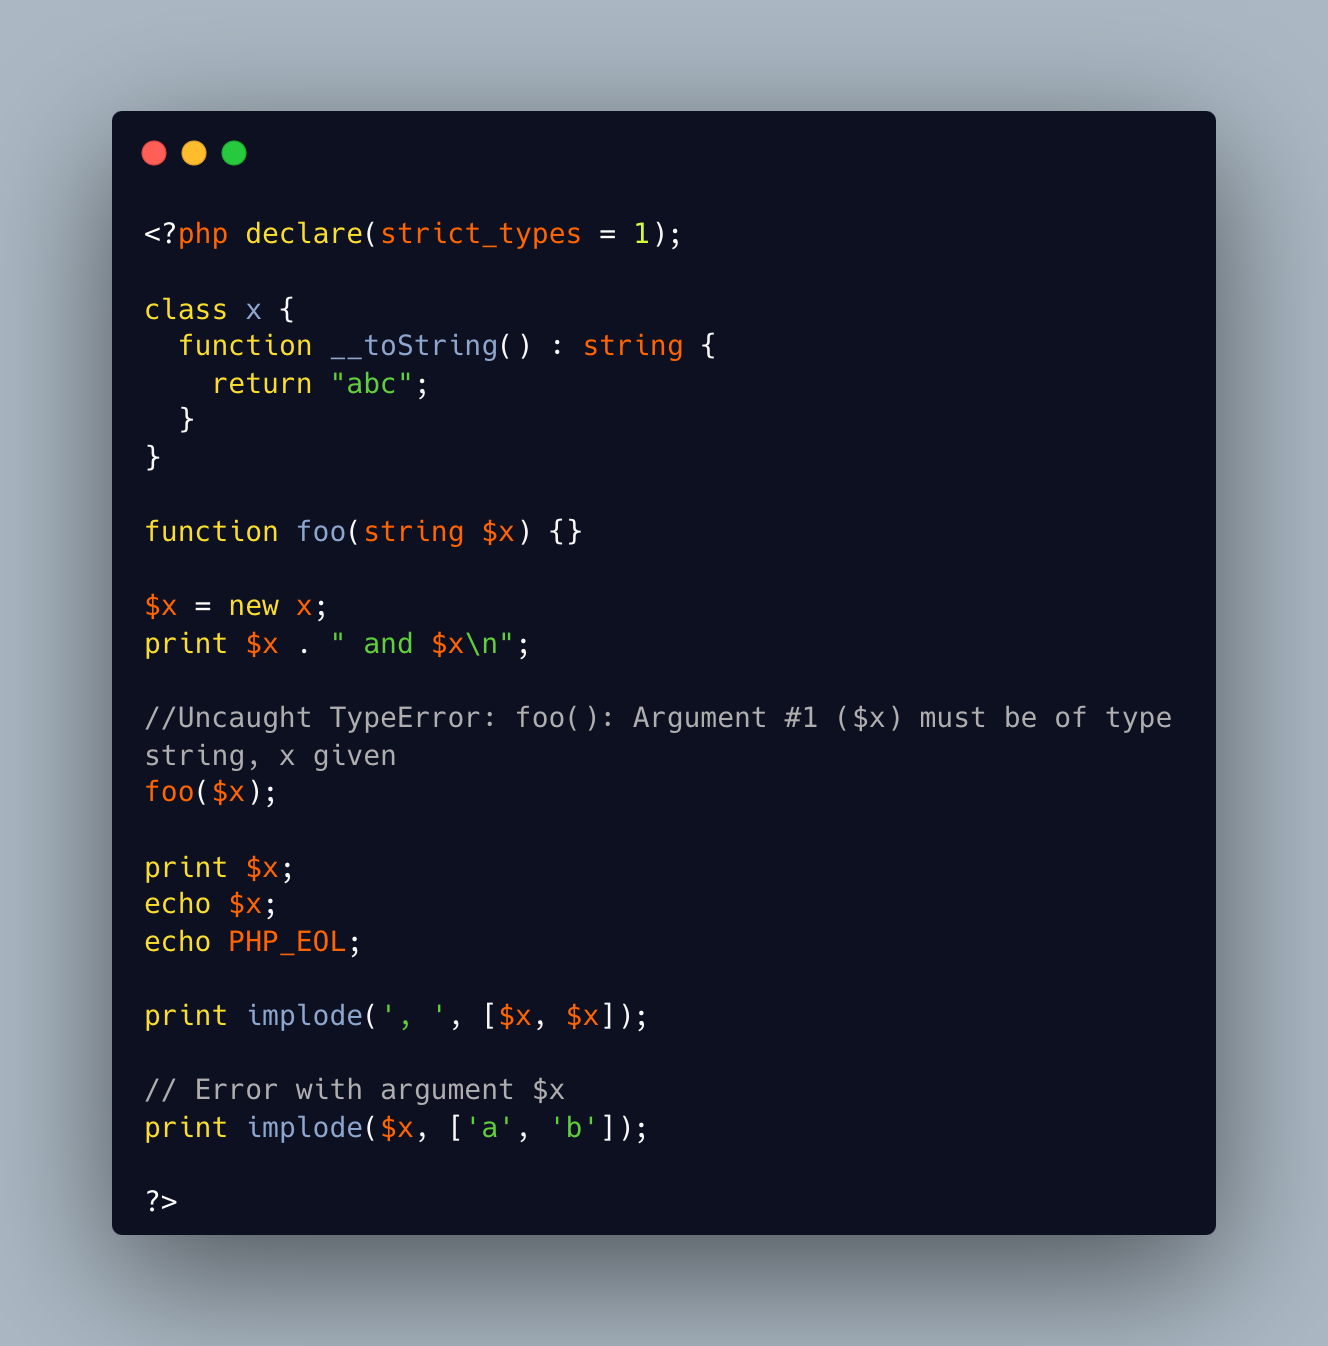 <?php declare(strict_types = 1);

class x {
  function __toString() : string {
    return "abc";
  }
}

function foo(string $x) {}

$x = new x;
print $x . " and $x\n";

//Uncaught TypeError: foo(): Argument #1 ($x) must be of type
string, x given
foo($x);

print $x;
echo $x;
echo PHP_EOL;

print implode(', ', [$x, $x]);

// Error with argument $x
print implode($x, ['a', 'b']);

?>